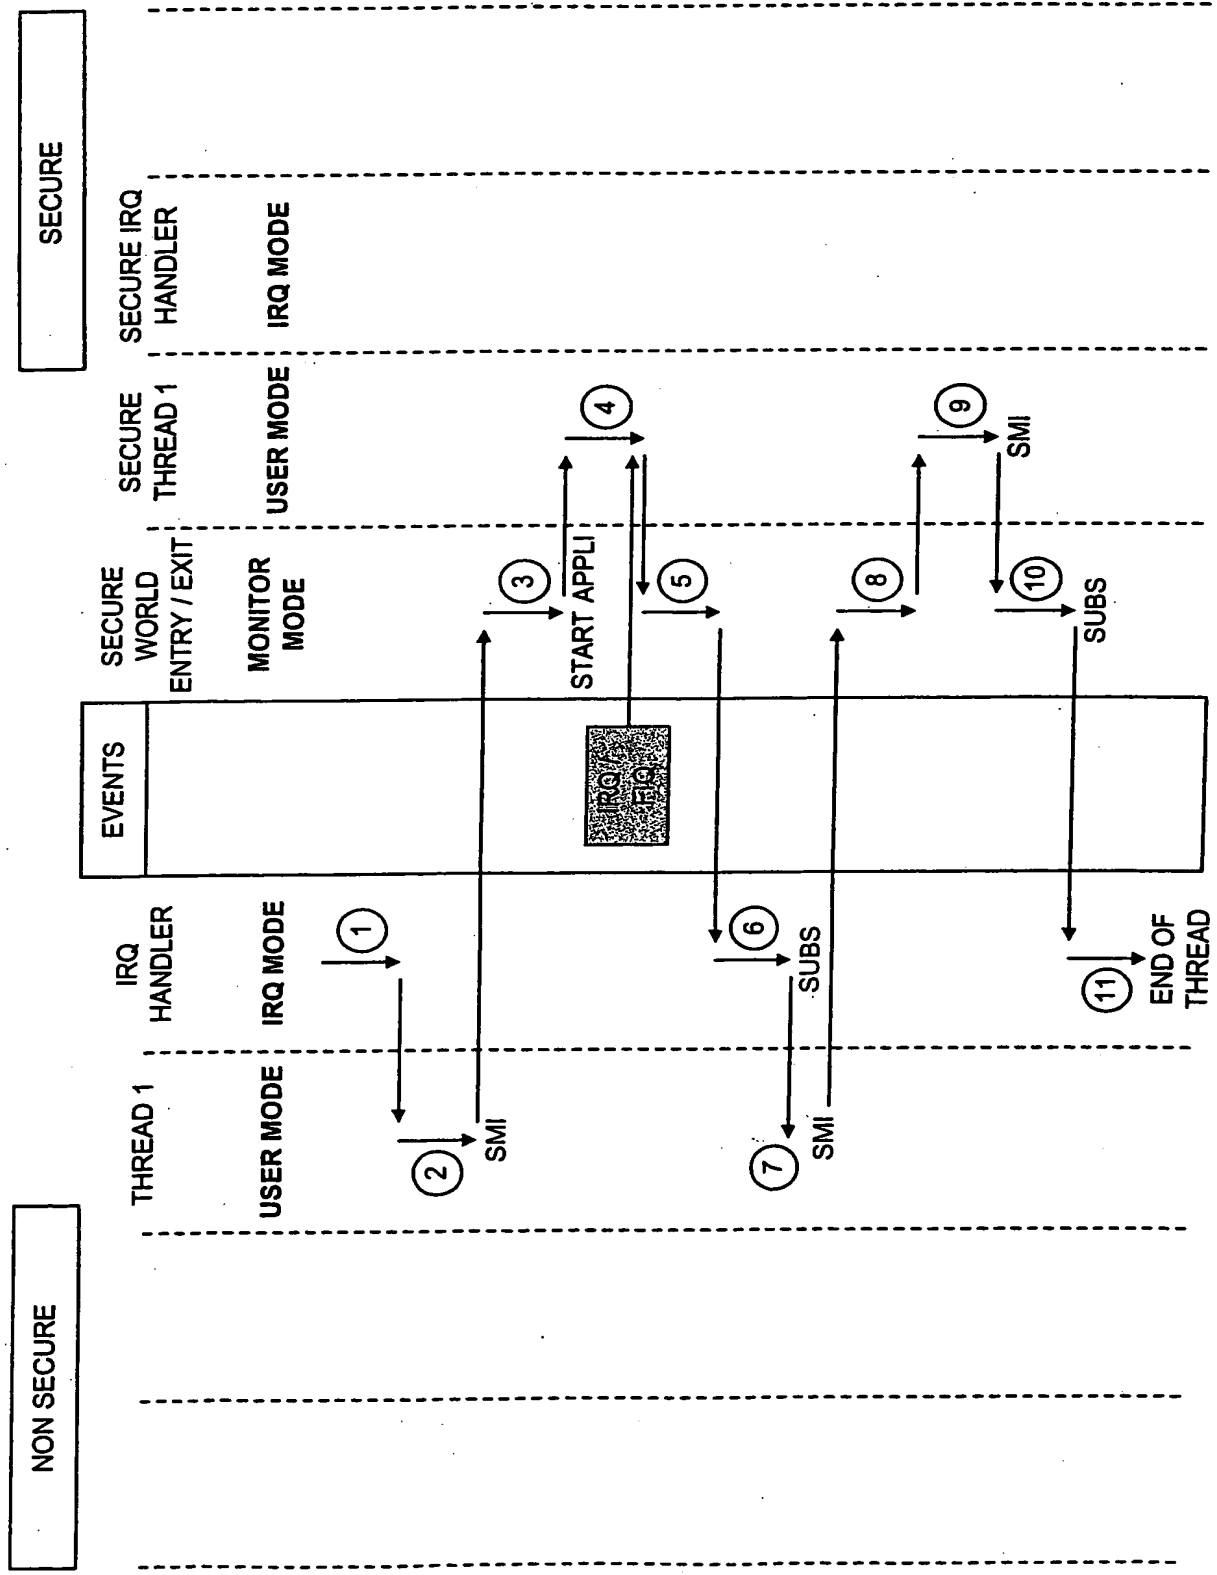 NON SECURE
SECURE
EVENTS
THREAD 1
USER MODE
IRQ
HANDLER
IRQ MODE
SECURE
WORLD
ENTRY / EXIT
MONITOR
MODE
SECURE
THREAD 1
USER MODE
SECURE IRQ
HANDLER
IRQ MODE
1
2
SMI
3
START APPLI
4
IRQ /
FIQ
5
6
SUBS
7
SMI
8
9
SMI
10
SUBS
11
END OF
THREAD